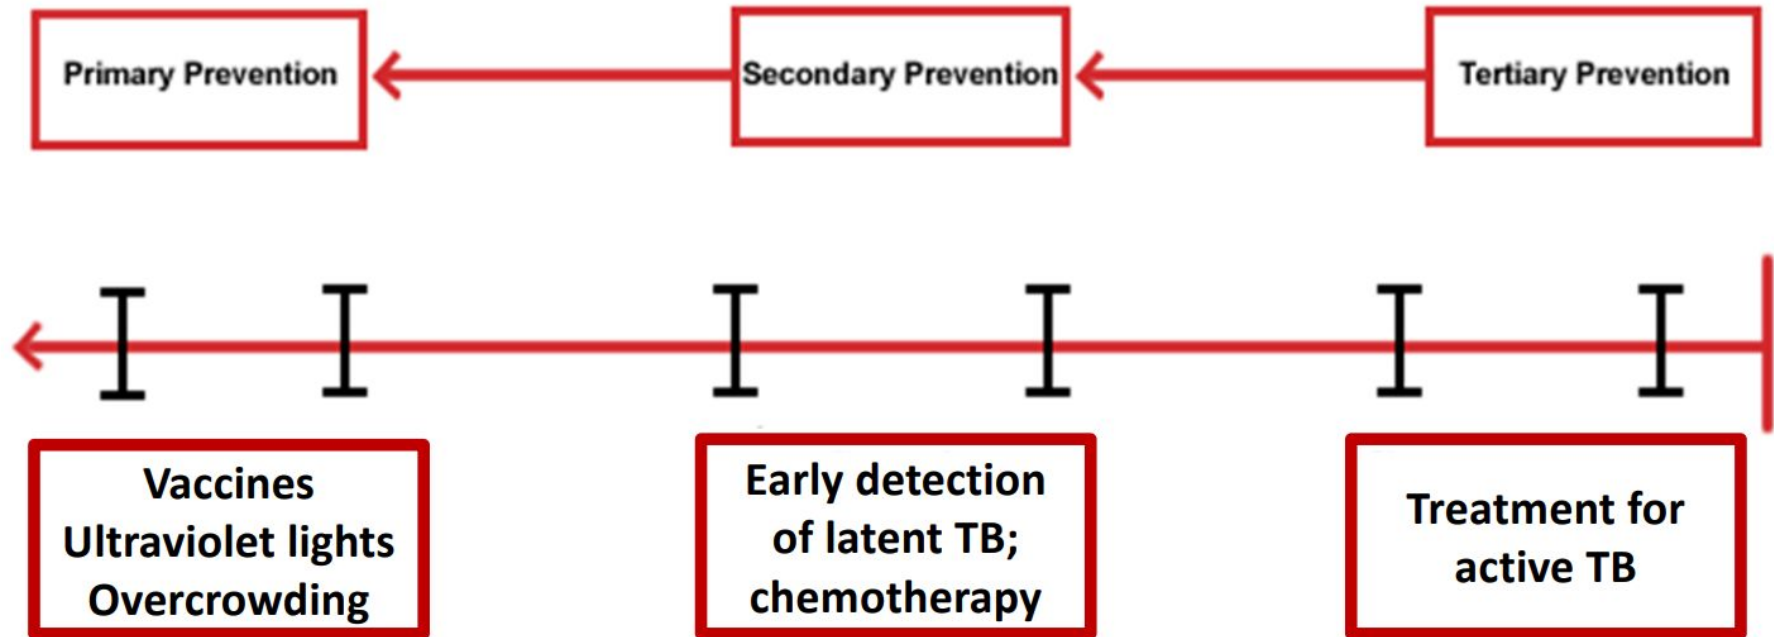 Primary Prevention
Secondary Prevention
Tertiary Prevention
Vaccines
Ultraviolet lights
Overcrowding
Early detection
of latent TB;
chemotherapy
Treatment for
active TB